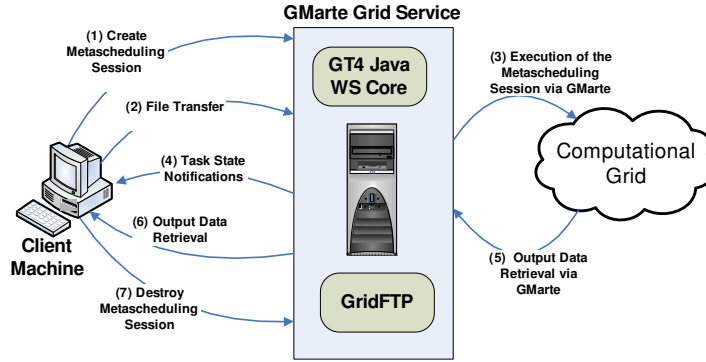 GMarte Grid Service
(1) Create
Metascheduling
Session
GT4 Java
WS Core
(2) File Transfer
(3) Execution of the
Metascheduling
Session via GMarte
(4) Task State
Notifications
Computational
Grid
(6) Output Data
Retrieval
Client
Machine
(5) Output Data
Retrieval via
GMarte
(7) Destroy
Metascheduling
Session
GridFTP